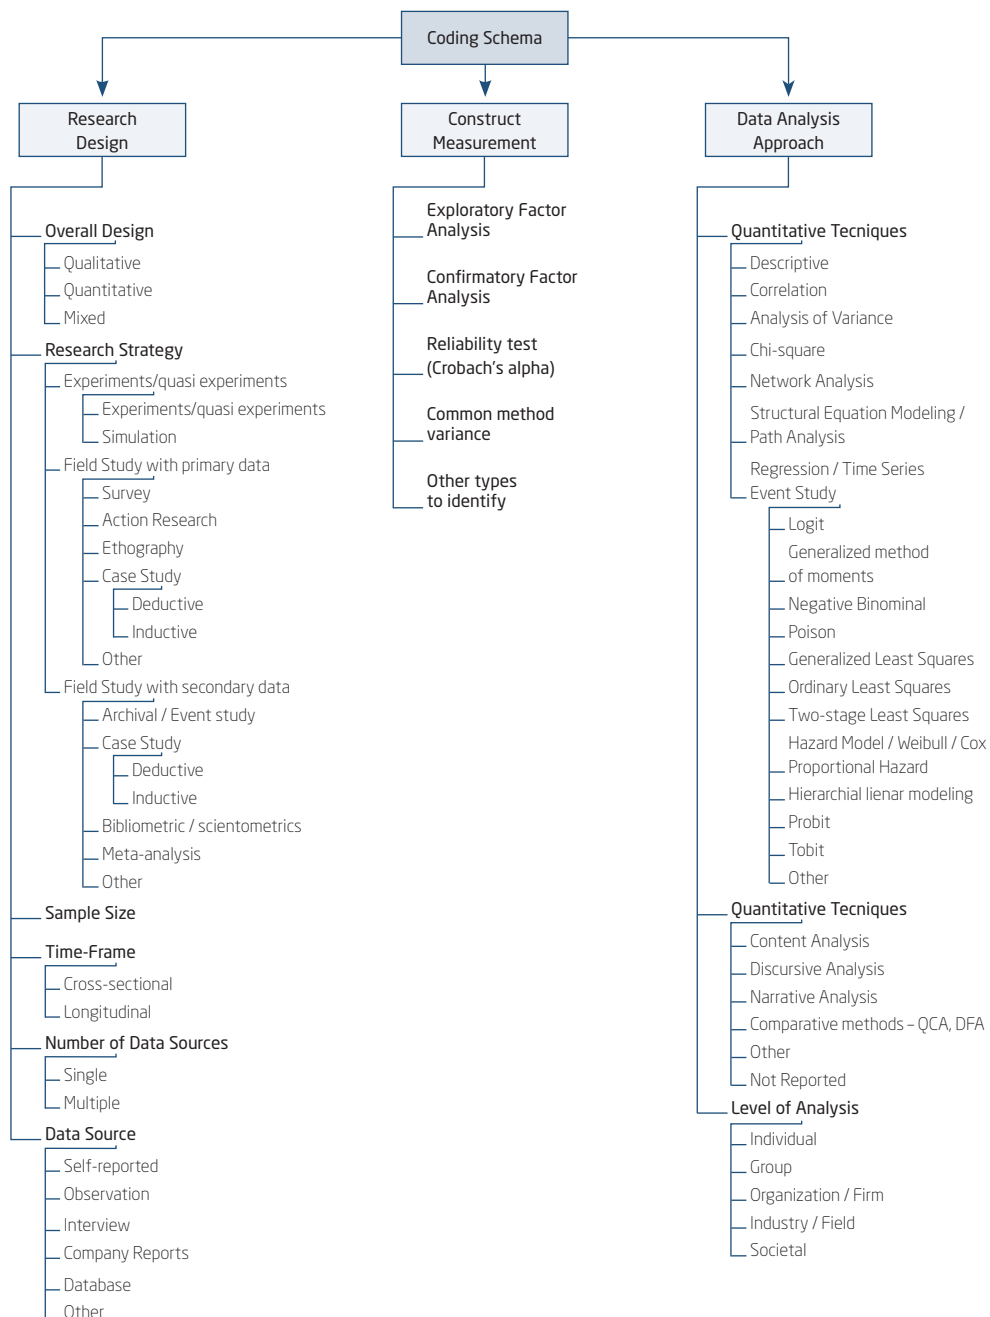 Coding Schema
Research
Design
Overall Design
Qualitative
Quantitative
Mixed
Research Strategy
Experiments/quasi experiments
Experiments/quasi experiments
Simulation
Field Study with primary data
Survey
Action Research
Ethography
Case Study
Deductive
Inductive
Other
Field Study with secondary data
Archival / Event study
Case Study
Deductive
Inductive
Bibliometric / scientometrics
Meta-analysis
Other
Sample Size
Time-Frame
Cross-sectional
Longitudinal
Number of Data Sources
Single
Multiple
Data Source
Self-reported
Observation
Interview
Company Reports
Database
Other
Construct
Measurement
Exploratory Factor
Analysis
Confirmatory Factor
Analysis
Reliability test
(Crobach's alpha)
Common method
variance
Other types
to identify
Data Analysis
Approach
Quantitative Tecniques
Descriptive
Correlation
Analysis of Variance
Chi-square
Network Analysis
Structural Equation Modeling /
Path Analysis
Regression / Time Series
Event Study
Logit
Generalized method
of moments
Negative Binominal
Poison
Generalized Least Squares
Ordinary Least Squares
Two-stage Least Squares
Hazard Model / Weibull / Cox
Proportional Hazard
Hierarchial lienar modeling
Probit
Tobit
Other
Quantitative Tecniques
Content Analysis
Discursive Analysis
Narrative Analysis
Comparative methods – QCA, DFA
Other
Not Reported
Level of Analysis
Individual
Group
Organization / Firm
Industry / Field
Societal